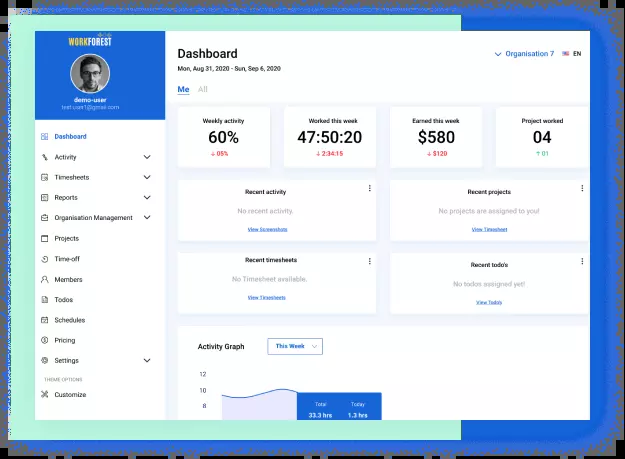 WORKFOREST
demo-user
test.user1@gmail.com
Dashboard
Activity
Timesheets
Reports
Organisation Management
Projects
Time-off
Members
Todos
Schedules
Pricing
Settings
THEME OPTIONS
Customize
Dashboard
Organisation 7
EN
Mon, Aug 31, 2020 - Sun, Sep 6, 2020
Me
All
Weekly activity
60%
↓ 05%
Worked this week
47:50:20
↓ 2:34:15
Earned this week
$580
↓ $120
Project worked
04
↑ 01
Recent activity
No recent activity.
View Screenshots
Recent projects
No projects are assigned to you!
View Timesheet
Recent timesheets
No Timesheet available.
View Timesheets
Recent todo's
No todos assigned yet!
View Todo's
Activity Graph
This Week
12
10
8
Total
Today
33.3 hrs
1.3 hrs